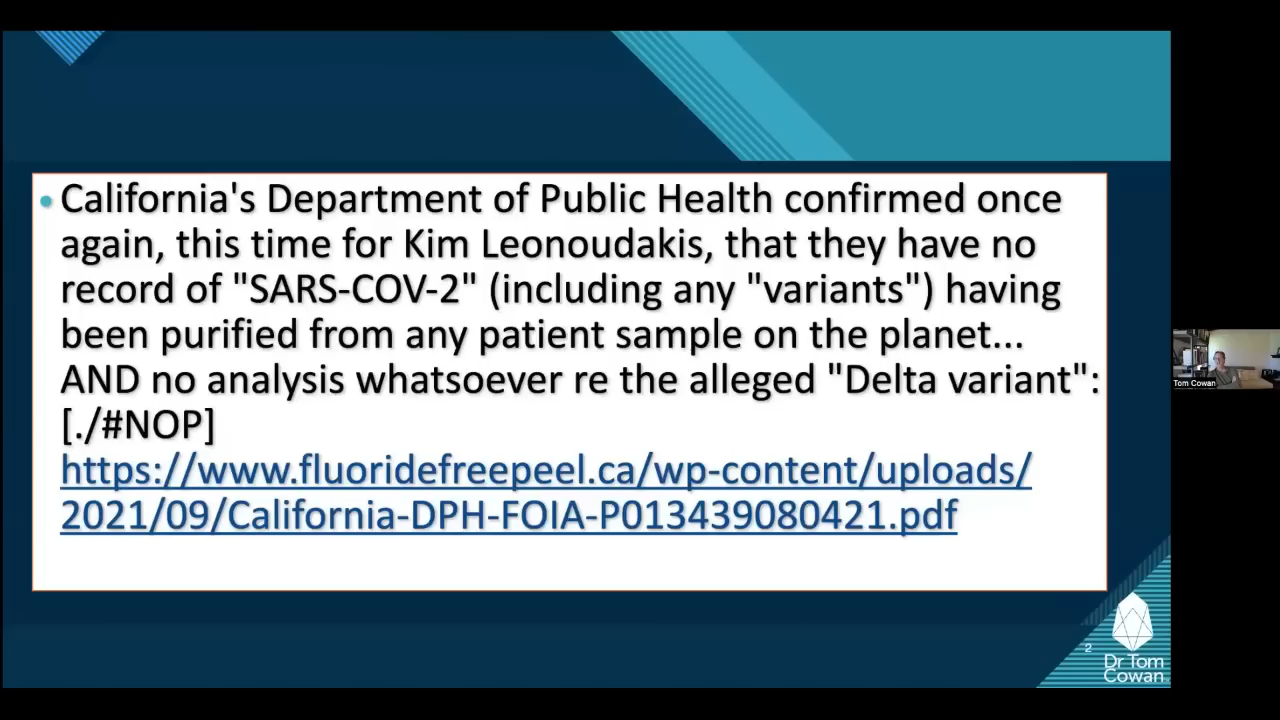 • California's Department of Public Health confirmed once
again, this time for Kim Leonoudakis, that they have no
record of "SARS-COV-2" (including any "variants") having
been purified from any patient sample on the planet...
AND no analysis whatsoever re the alleged "Delta variant":
[./#NOP]
https://www.fluoridefreepeel.ca/wp-content/uploads/
2021/09/California-DPH-FOIA-P013439080421.pdf
Tom Cowan
2
Dr Tom
Cowan